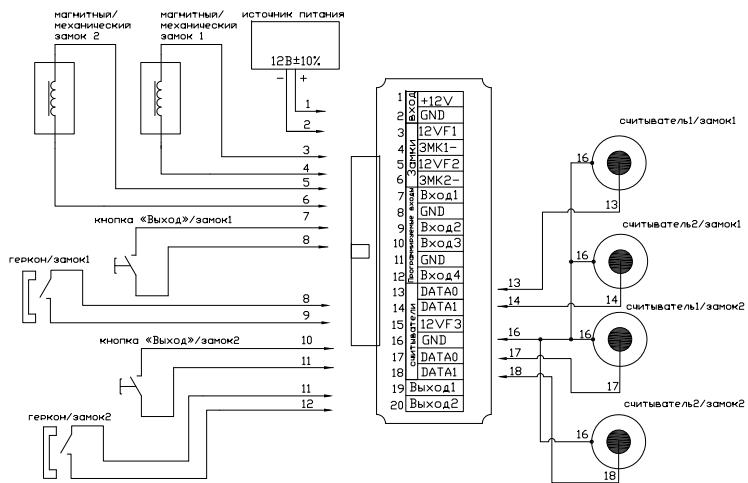 магнитный/
механический
замок 2
магнитный/
механический
замок 1
источник питания
12В±10%
− +
1
2
3
4
5
6
кнопка «Выход»/замок1
7
8
геркон/замок1
8
9
кнопка «Выход»/замок2
10
11
геркон/замок2
11
12
вход
Замки
Программируемые входы
считыватели
1 +12V
2 GND
3 12VF1
4 ЗМК1-
5 12VF2
6 ЗМК2-
7 Вход1
8 GND
9 Вход2
10 Вход3
11 GND
12 Вход4
13 DATA0
14 DATA1
15 12VF3
16 GND
17 DATA0
18 DATA1
19 Выход1
20 Выход2
13
14
16
17
18
считыватель1/замок1
16
13
считыватель2/замок1
16
14
считыватель1/замок2
16
17
считыватель2/замок2
16
18